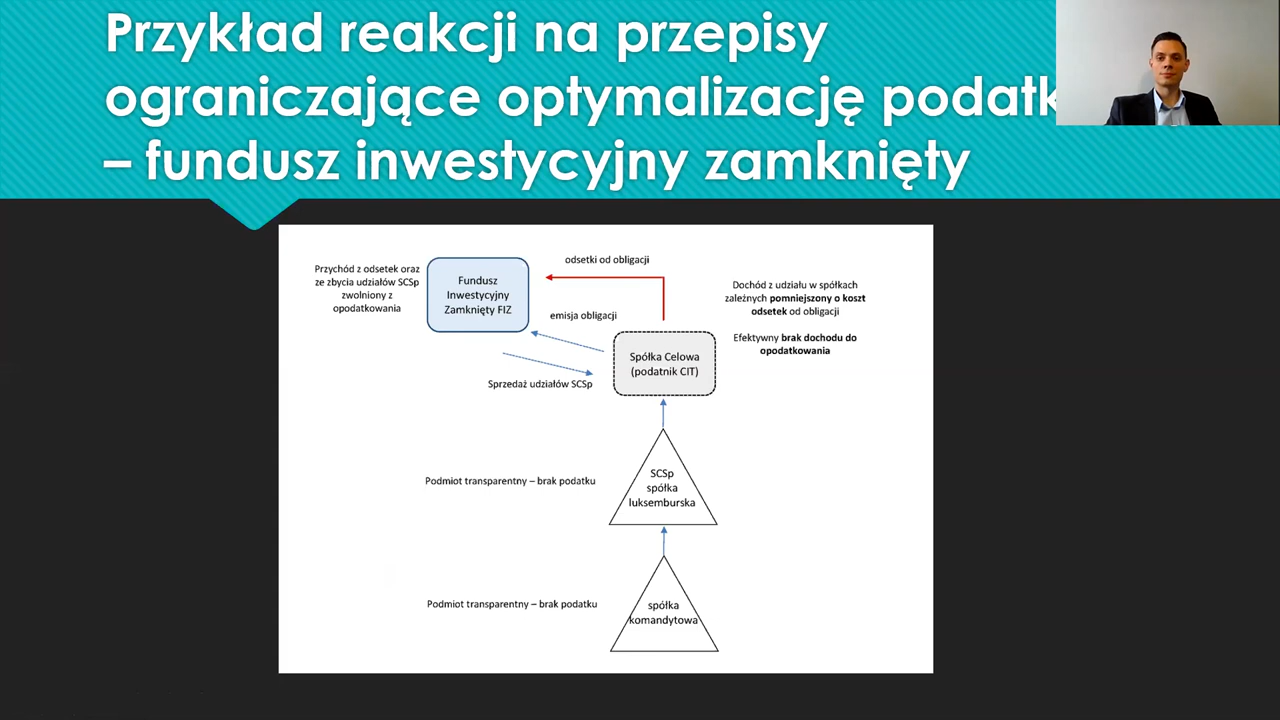 Przykład reakcji na przepisy
ograniczające optymalizację
– fundusz inwestycyjny zamknięty
odsetki od obligacji
Przychód z odsetek oraz
ze zbycia udziałów SCSp
zwolniony z
opodatkowania
Fundusz
Inwestycyjny
Zamknięty FIZ
Dochód z udziału w spółkach
zależnych pomniejszony o koszt
odsetek od obligacji
Efektywny brak dochodu do
opodatkowania
emisja obligacji
Spółka Celowa
(podatnik CIT)
Sprzedaż udziałów SCSp
Podmiot transparentny – brak podatku
SCSp
spółka
luksemburska
Podmiot transparentny – brak podatku
spółka
komandytowa